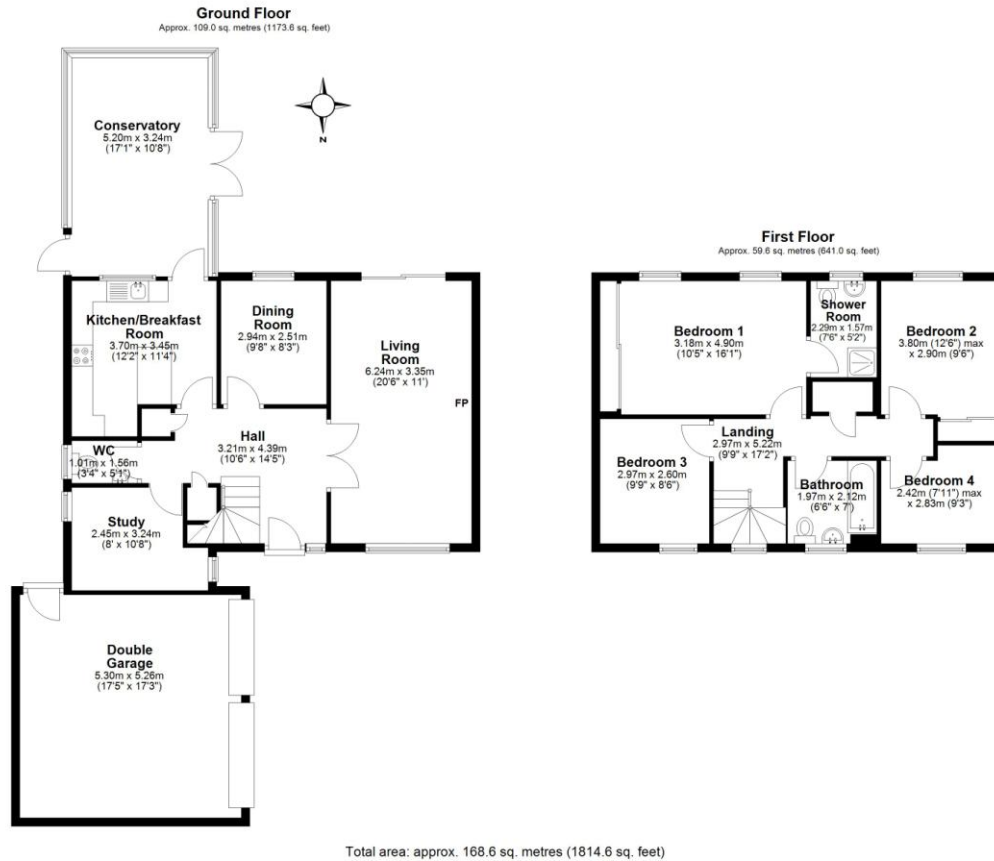 Ground Floor
Approx. 109.0 sq. metres (1173.6 sq. feet)
Conservatory
5.20m x 3.24m
(17'1" x 10'8")
N
Kitchen/Breakfast
Room
3.70m x 3.45m
(12'2" x 11'4")
Dining
Room
2.94m x 2.51m
(9'8" x 8'3")
Living
Room
6.24m x 3.35m
(20'6" x 11')
FP
Hall
3.21m x 4.39m
(10'6" x 14'5")
WC
1.01m x 1.56m
(3'4" x 5'1")
Study
2.45m x 3.24m
(8' x 10'8")
Double
Garage
5.30m x 5.26m
(17'5" x 17'3")
First Floor
Approx. 59.6 sq. metres (641.0 sq. feet)
Bedroom 1
3.18m x 4.90m
(10'5" x 16'1")
Shower
Room
2.29m x 1.57m
(7'6" x 5'2")
Bedroom 2
3.80m (12'6") max
x 2.90m (9'6")
Landing
2.97m x 5.22m
(9'9" x 17'2")
Bedroom 3
2.97m x 2.60m
(9'9" x 8'6")
Bathroom
1.97m x 2.12m
(6'6" x 7')
Bedroom 4
2.42m (7'11") max
x 2.83m (9'3")
Total area: approx. 168.6 sq. metres (1814.6 sq. feet)